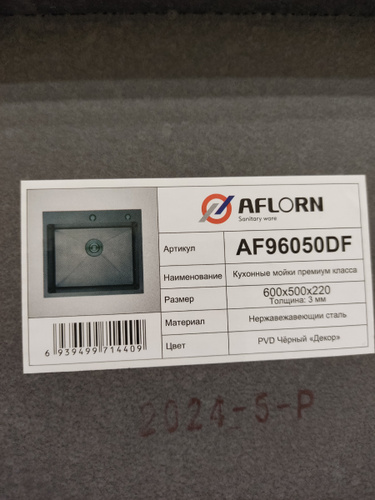 AFLORN
Sanitary ware
Артикул AF96050DF
Наименование Кухонные мойки премиум класса
Размер 600x500x220
Толщина: 3 мм
Материал Нержавежавеющии сталь
Цвет PVD Чёрный «Декор»
6 939499 714409
2024-5-P